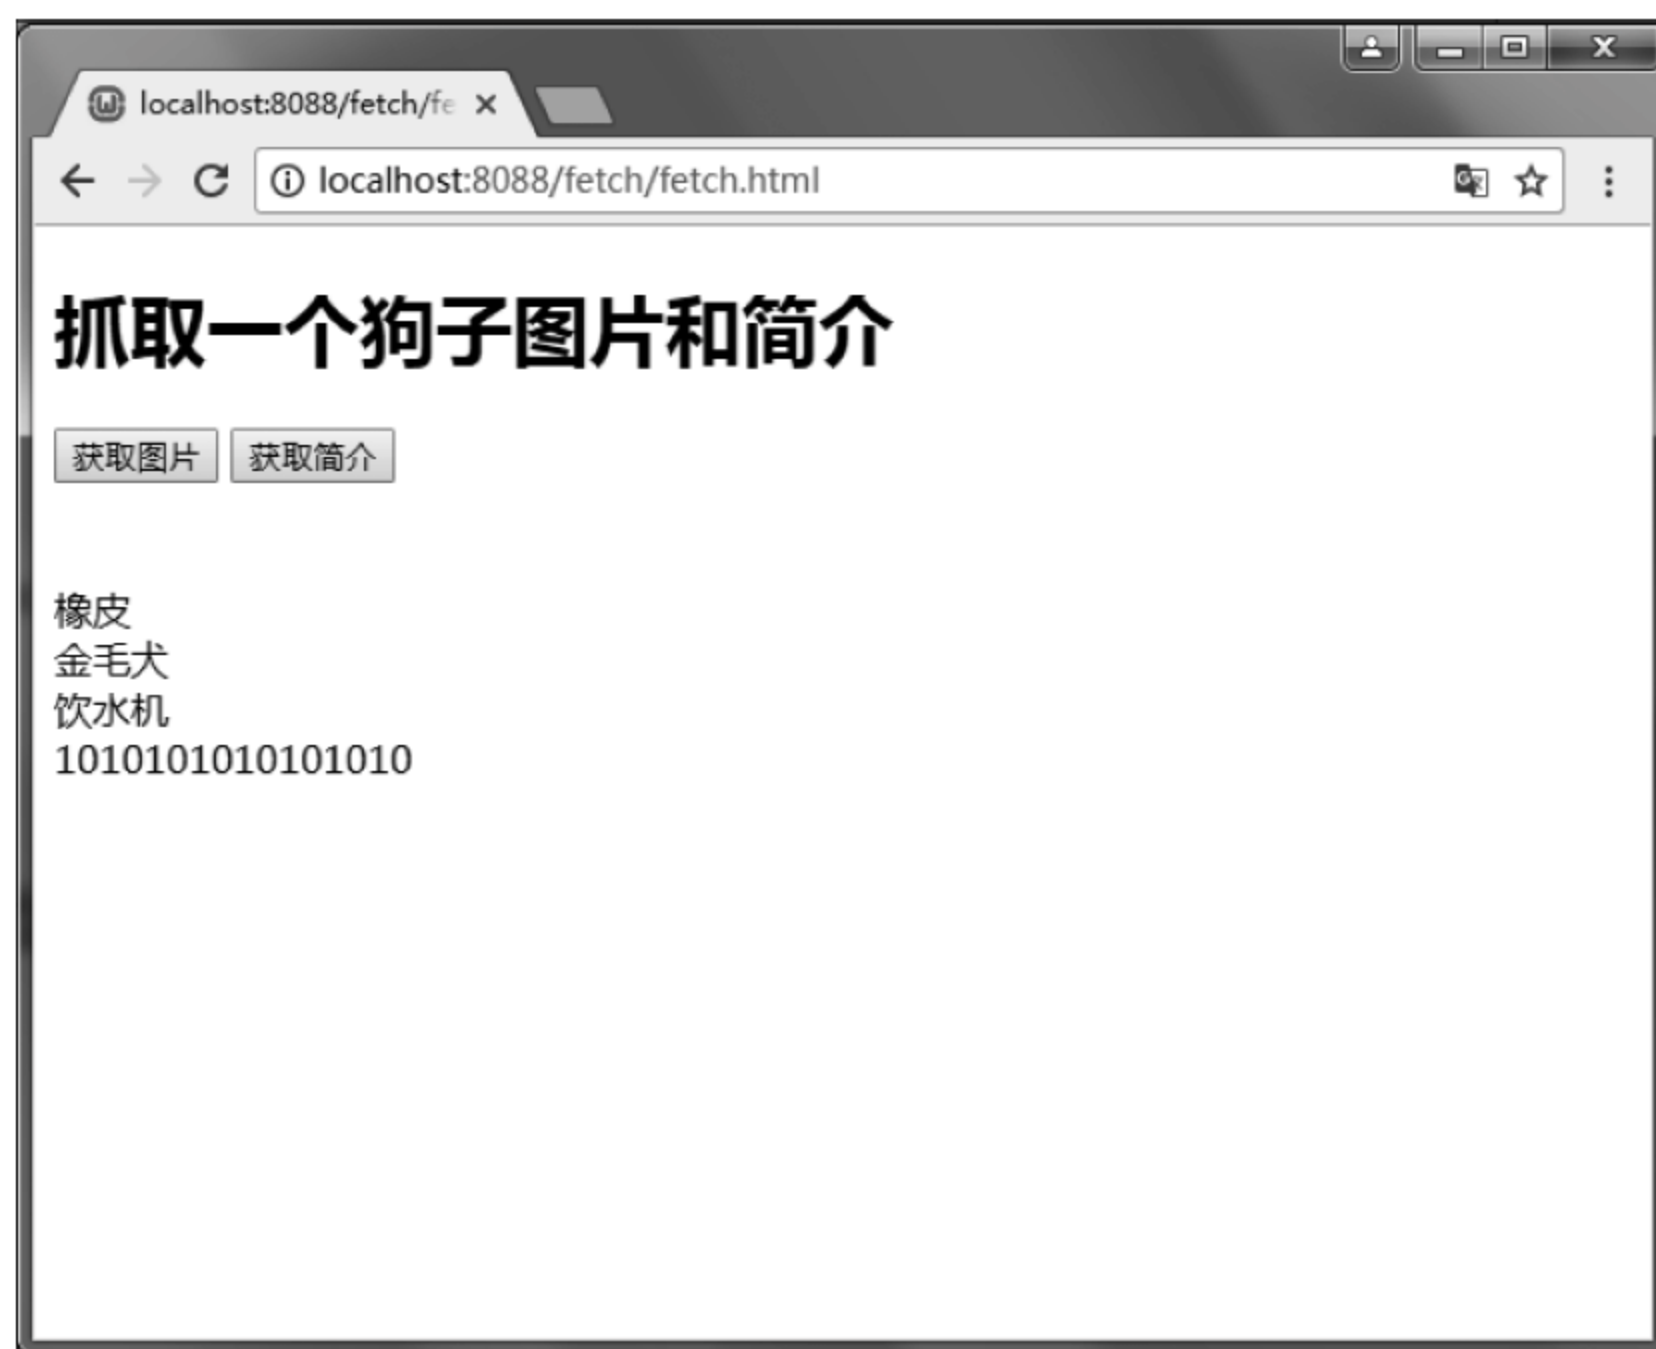 localhost:8088/fetch/fe
localhost:8088/fetch/fetch.html
抓取一个狗子图片和简介
获取图片 获取简介
橡皮
金毛犬
饮水机
1010101010101010